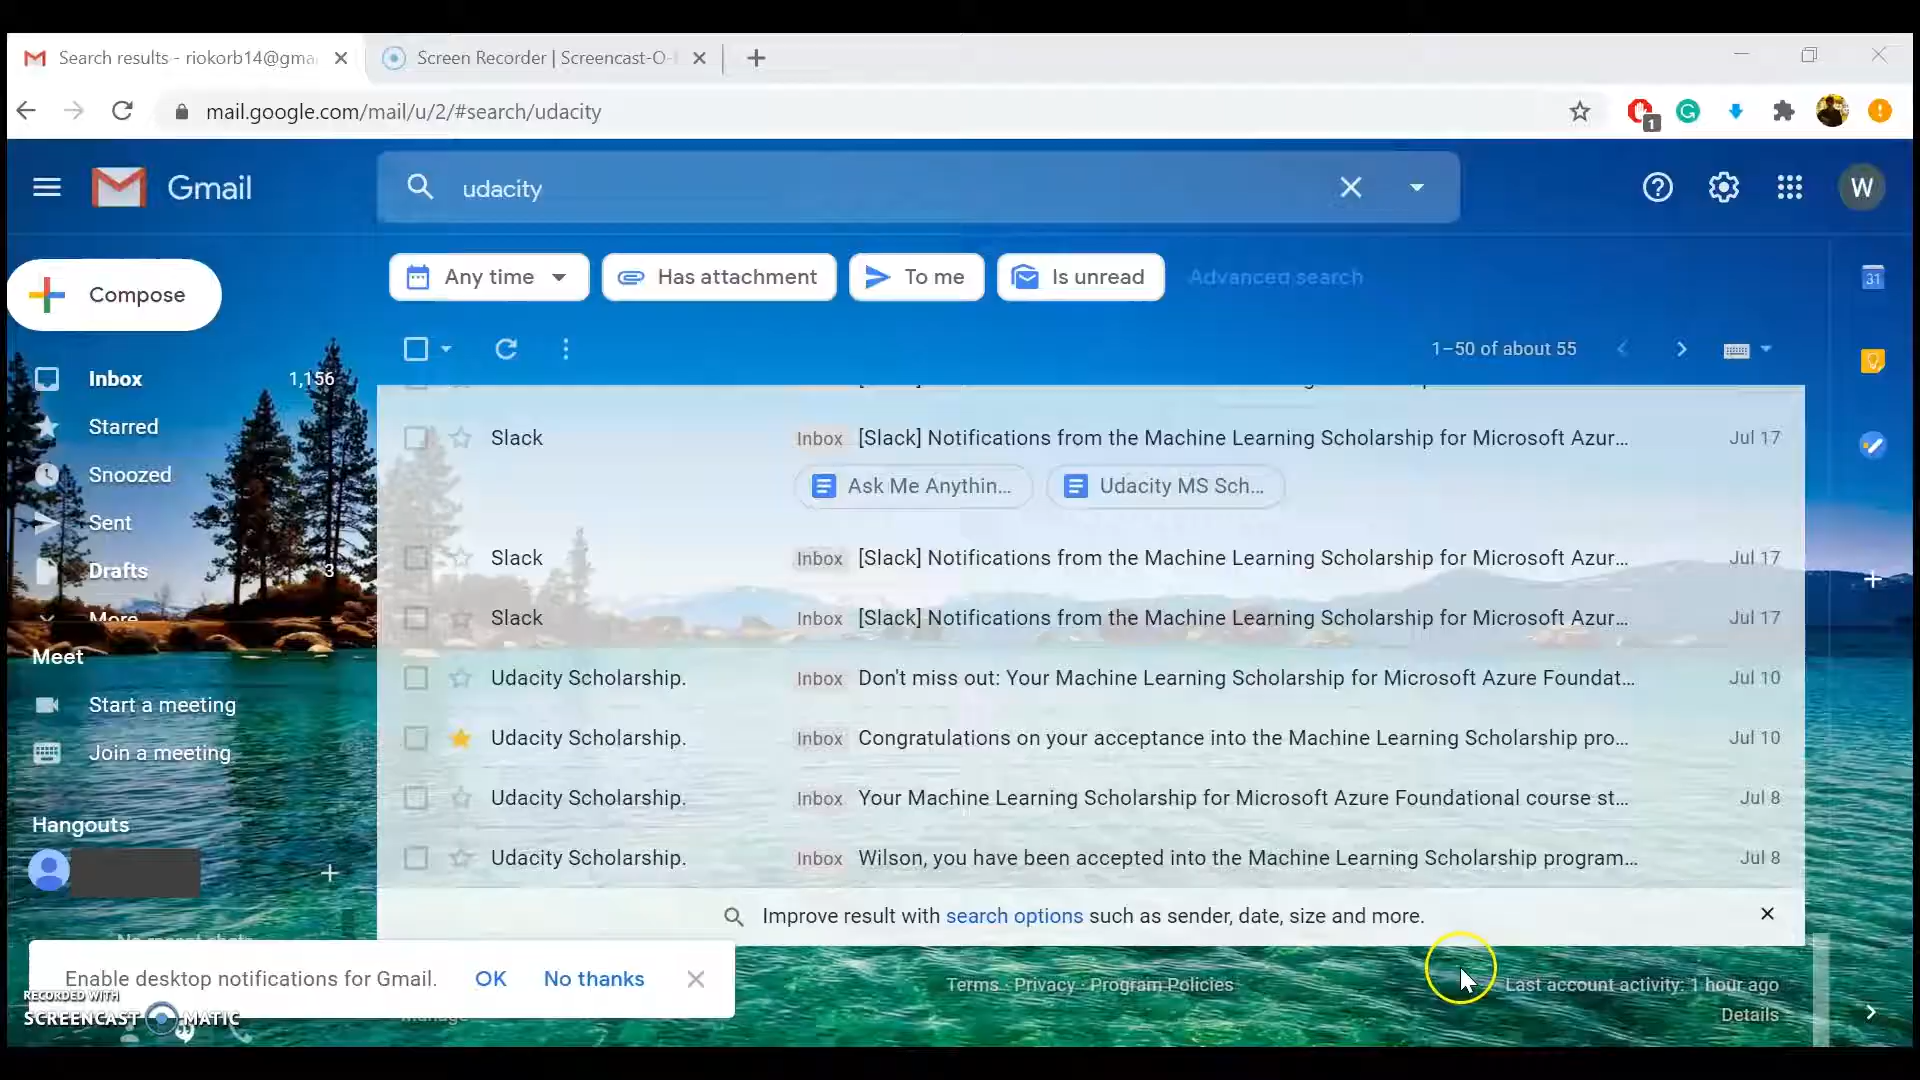 Search results - riokorb14@gmai
Screen Recorder | Screencast-O-
mail.google.com/mail/u/2/#search/udacity
1
Gmail
udacity
W
Any time
Has attachment
To me
Is unread
Advanced search
31
Compose
1–50 of about 55
Inbox 1,156
Starred
Snoozed
Sent
Drafts 3
More
Meet
Start a meeting
Join a meeting
Hangouts
Slack Inbox [Slack] Notifications from the Machine Learning Scholarship for Microsoft Azur... Jul 17
Ask Me Anythin... Udacity MS Sch...
Slack Inbox [Slack] Notifications from the Machine Learning Scholarship for Microsoft Azur... Jul 17
Slack Inbox [Slack] Notifications from the Machine Learning Scholarship for Microsoft Azur... Jul 17
Udacity Scholarship. Inbox Don't miss out: Your Machine Learning Scholarship for Microsoft Azure Foundat... Jul 10
Udacity Scholarship. Inbox Congratulations on your acceptance into the Machine Learning Scholarship pro... Jul 10
Udacity Scholarship. Inbox Your Machine Learning Scholarship for Microsoft Azure Foundational course st... Jul 8
Udacity Scholarship. Inbox Wilson, you have been accepted into the Machine Learning Scholarship program... Jul 8
Improve result with search options such as sender, date, size and more.
No recent chats
Enable desktop notifications for Gmail. OK No thanks
RECORDED WITH
SCREENCAST MATIC
Manage
Terms · Privacy · Program Policies
Last account activity: 1 hour ago
Details